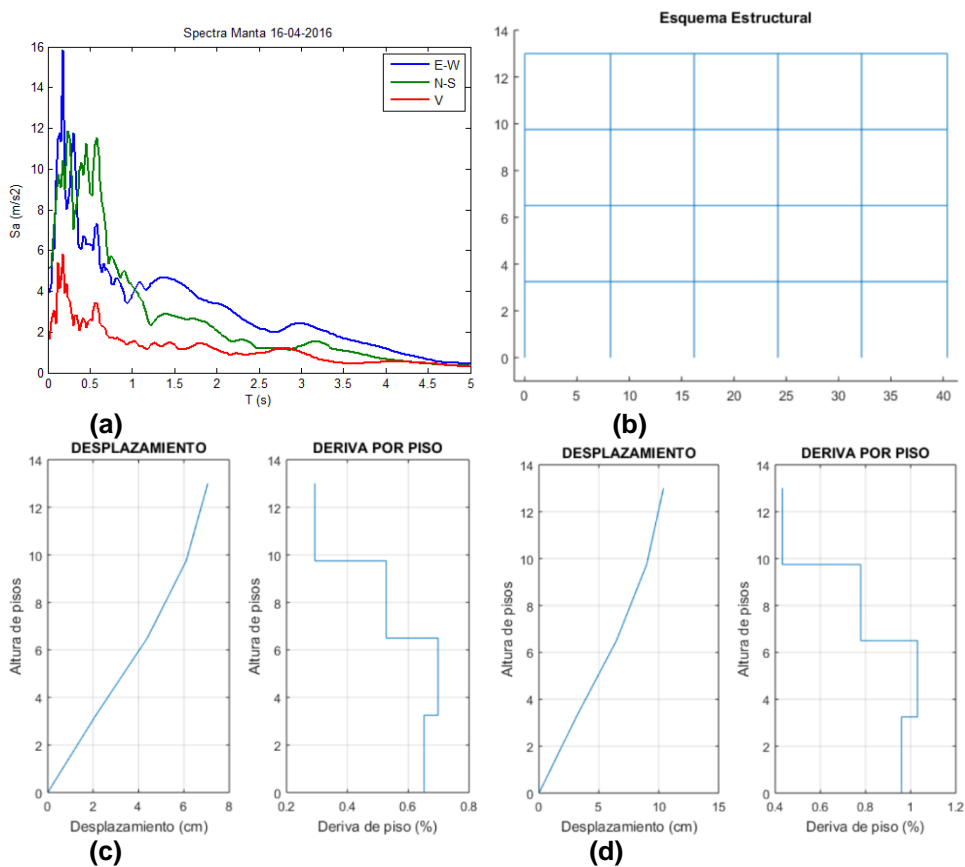 Spectra Manta 16-04-2016
16
14
12
10
8
6
4
2
0
Sa (m/s2)
E-W
N-S
V
0 0.5 1 1.5 2 2.5 3 3.5 4 4.5 5
T (s)
(a)
Esquema Estructural
14
12
10
8
6
4
2
0
0 5 10 15 20 25 30 35 40
(b)
DESPLAZAMIENTO
14
12
10
8
6
4
2
0
Altura de pisos
0 2 4 6 8
Desplazamiento (cm)
DERIVA POR PISO
14
12
10
8
6
4
2
0
Altura de pisos
0.2 0.4 0.6 0.8
Deriva de piso (%)
(c)
DESPLAZAMIENTO
14
12
10
8
6
4
2
0
Altura de pisos
0 5 10 15
Desplazamiento (cm)
DERIVA POR PISO
14
12
10
8
6
4
2
0
Altura de pisos
0.4 0.6 0.8 1 1.2
Deriva de piso (%)
(d)